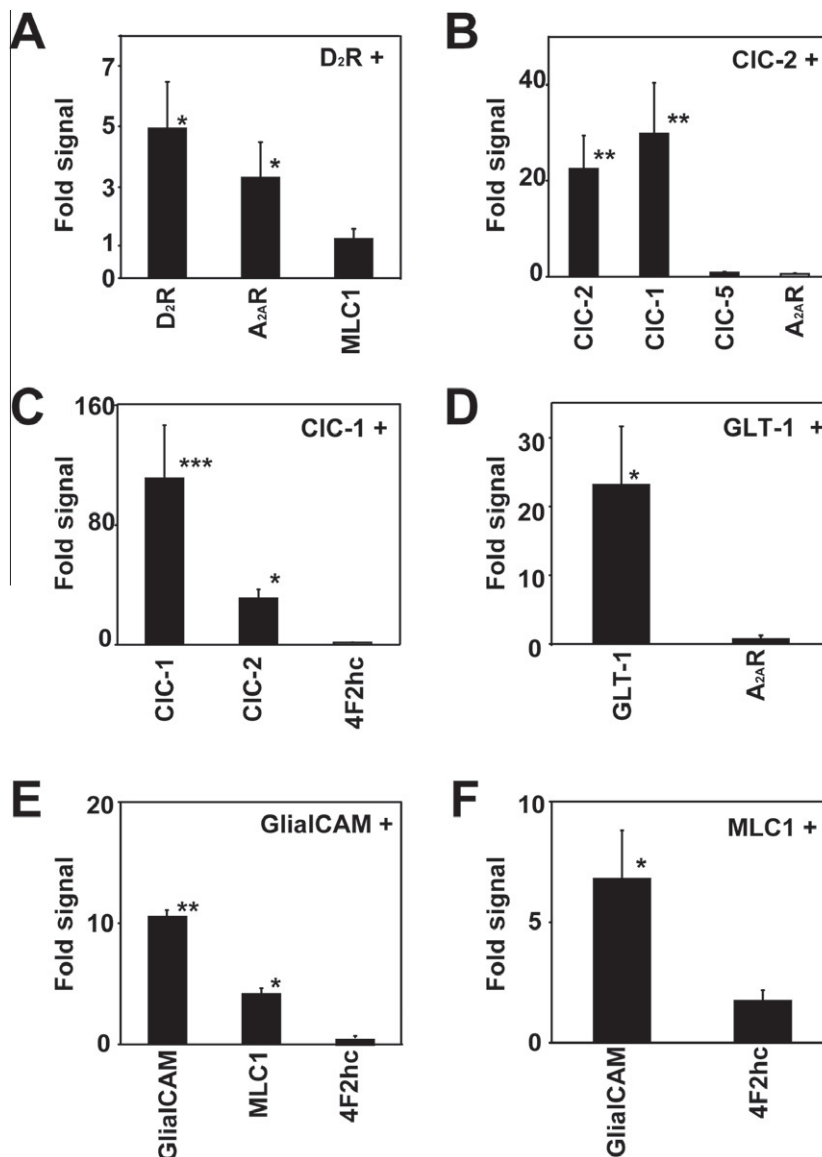 A
D₂R +
Fold signal
7
5
3
1
0
D₂R
A₂ₐR
MLC1
B
ClC-2 +
Fold signal
40
20
0
**
**
ClC-2
ClC-1
ClC-5
A₂ₐR
*
*
C
ClC-1 +
Fold signal
160
80
0
***
*
ClC-1
ClC-2
4F2hc
D
GLT-1 +
Fold signal
30
20
10
0
*
GLT-1
A₂ₐR
E
GlialCAM +
Fold signal
20
10
0
**
*
GlialCAM
MLC1
4F2hc
F
MLC1 +
Fold signal
10
5
0
*
GlialCAM
4F2hc